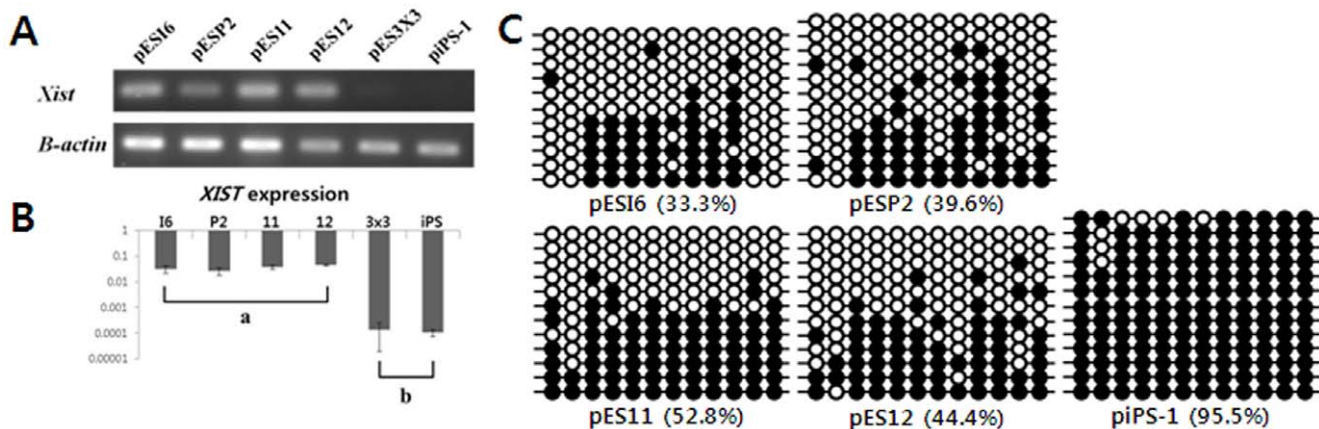 A
pESI6 pESP2 pES11 pES12 pES3X3 piPS-1
Xist
B-actin
B
XIST expression
I6 P2 11 12 3x3 iPS
1
0.1
0.01
0.001
0.0001
0.00001
a
b
C
pESI6 (33.3%)
pESP2 (39.6%)
pES11 (52.8%)
pES12 (44.4%)
piPS-1 (95.5%)